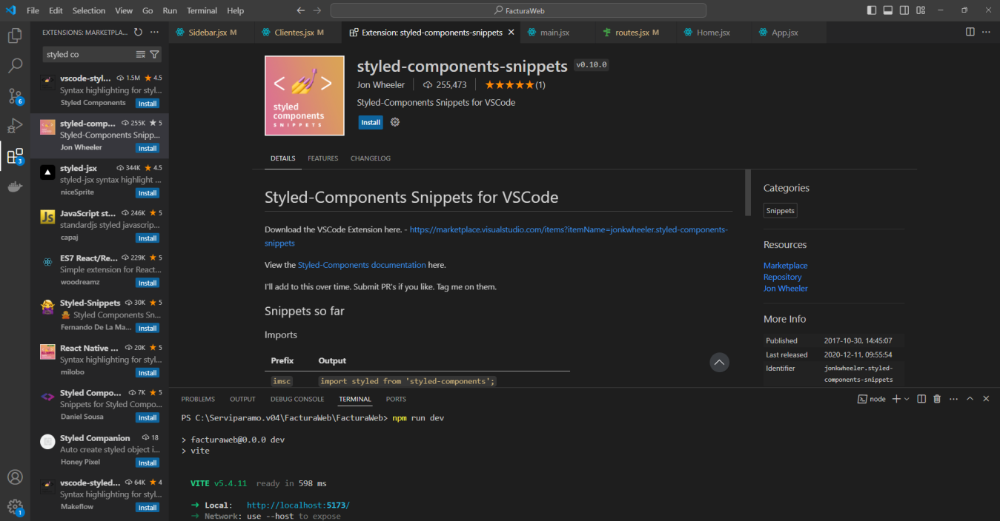 File Edit Selection View Go Run Terminal Help
FacturaWeb
EXTENSIONS: MARKETPLA...
styled co
vscode-styl... 1.5M 4.5
Syntax highlighting for styl...
Styled Components Install
styled-comp... 255K 5
Styled-Components Snipp...
Jon Wheeler Install
styled-jsx 344K 4.5
styled-jsx syntax highlight ...
niceSprite Install
JS JavaScript st... 246K 5
standardjs styled javascrip...
capaj Install
ES7 React/Re... 229K 5
Simple extension for React...
woodreamz Install
Styled-Snippets 30K 5
Styled Components Sn...
Fernando De La Ma... Install
React Native ... 20K 5
Syntax highlighting for styl...
milobo Install
Styled Compo... 7K 5
Snippets for Styled Compo...
Daniel Sousa Install
Styled Companion 18
Auto create styled object i...
Honey Pixel Install
vscode-styled... 64K 4
Syntax highlighting for styl...
Makeflow Install
6
3
1
Sidebar.jsx M Clientes.jsx M Extension: styled-components-snippets main.jsx routes.jsx M Home.jsx App.jsx
< >
styled
components
SNIPPETS
styled-components-snippets v0.10.0
Jon Wheeler 255,473 ★★★★★(1)
Styled-Components Snippets for VSCode
Install
DETAILS FEATURES CHANGELOG
Styled-Components Snippets for VSCode
Download the VSCode Extension here. - https://marketplace.visualstudio.com/items?itemName=jonkwheeler.styled-components-
snippets
View the Styled-Components documentation here.
I'll add to this over time. Submit PR's if you like. Tag me on them.
Snippets so far
Imports
Prefix Output
imsc import styled from 'styled-components';
Categories
Snippets
Resources
Marketplace
Repository
Jon Wheeler
More Info
Published 2017-10-30, 14:45:07
Last released 2020-12-11, 09:55:54
Identifier jonkwheeler.styled-
components-snippets
PROBLEMS OUTPUT DEBUG CONSOLE TERMINAL PORTS node
PS C:\Serviparamo.v04\FacturaWeb\FacturaWeb> npm run dev
> facturaweb@0.0.0 dev
> vite
VITE v5.4.11 ready in 598 ms
➜ Local: http://localhost:5173/
➜ Network: use --host to expose